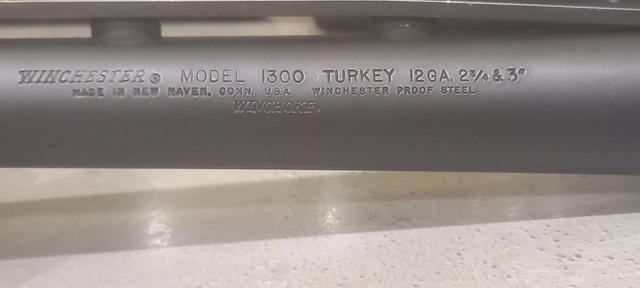 WINCHESTER® MODEL 1300 TURKEY 12GA. 2¾ & 3"
MADE IN NEW HAVEN, CONN. U.S.A. WINCHESTER PROOF STEEL
WINCHOKE.